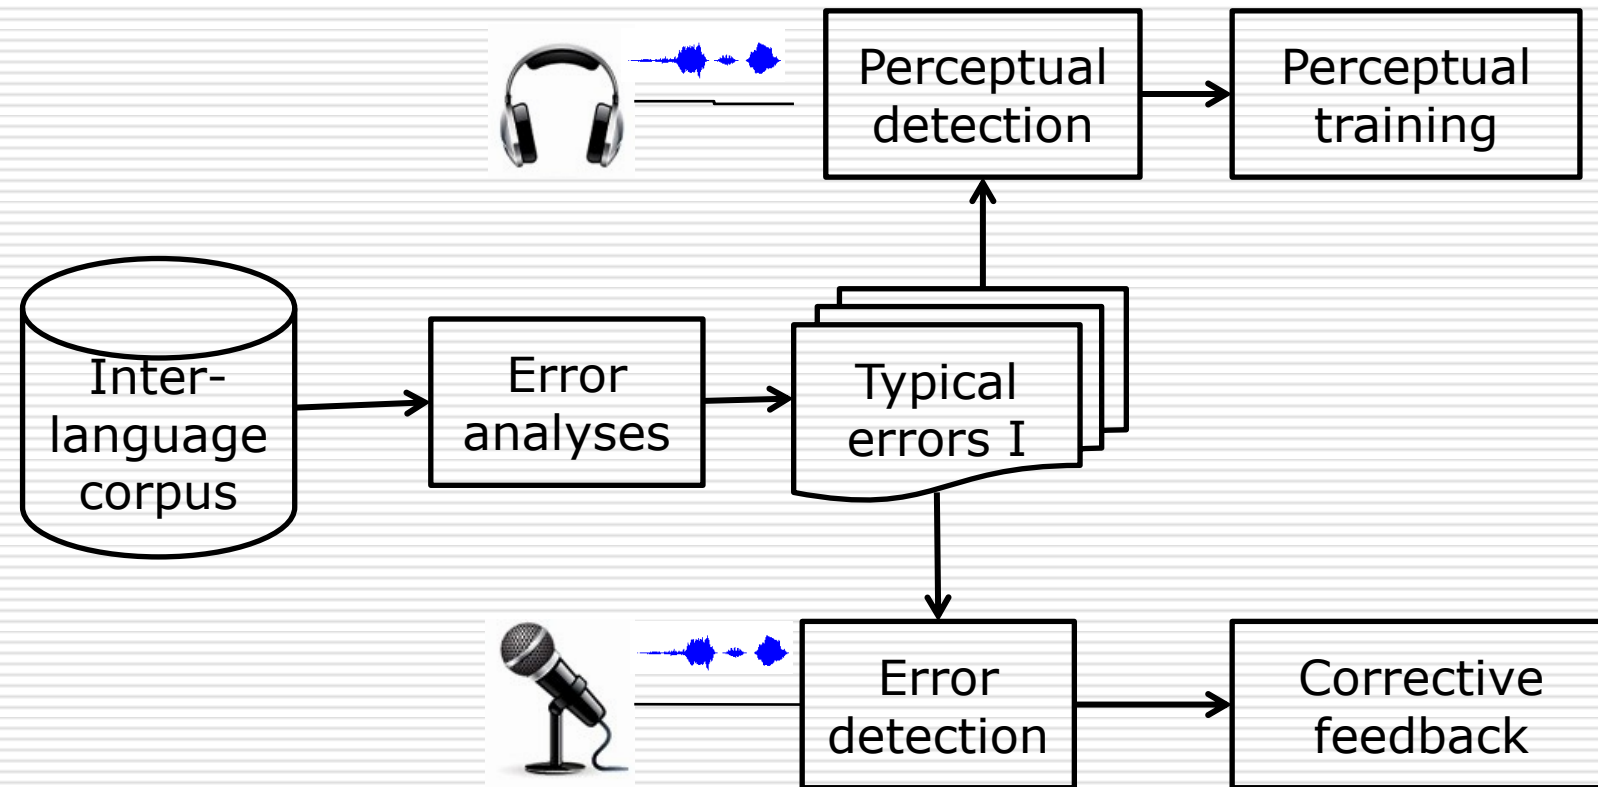 Perceptual
detection
Perceptual
training
Inter-
language
corpus
Error
analyses
Typical
errors I
Error
detection
Corrective
feedback